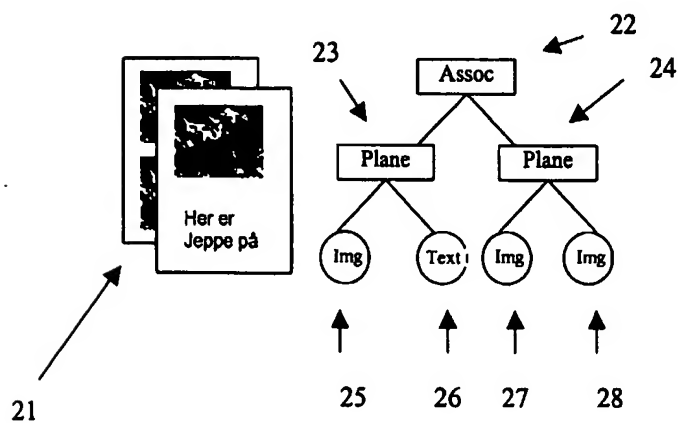 22
23
24
Assoc
Plane
Plane
Her er
Jeppe på
Img
Text
Img
Img
25
26
27
28
21